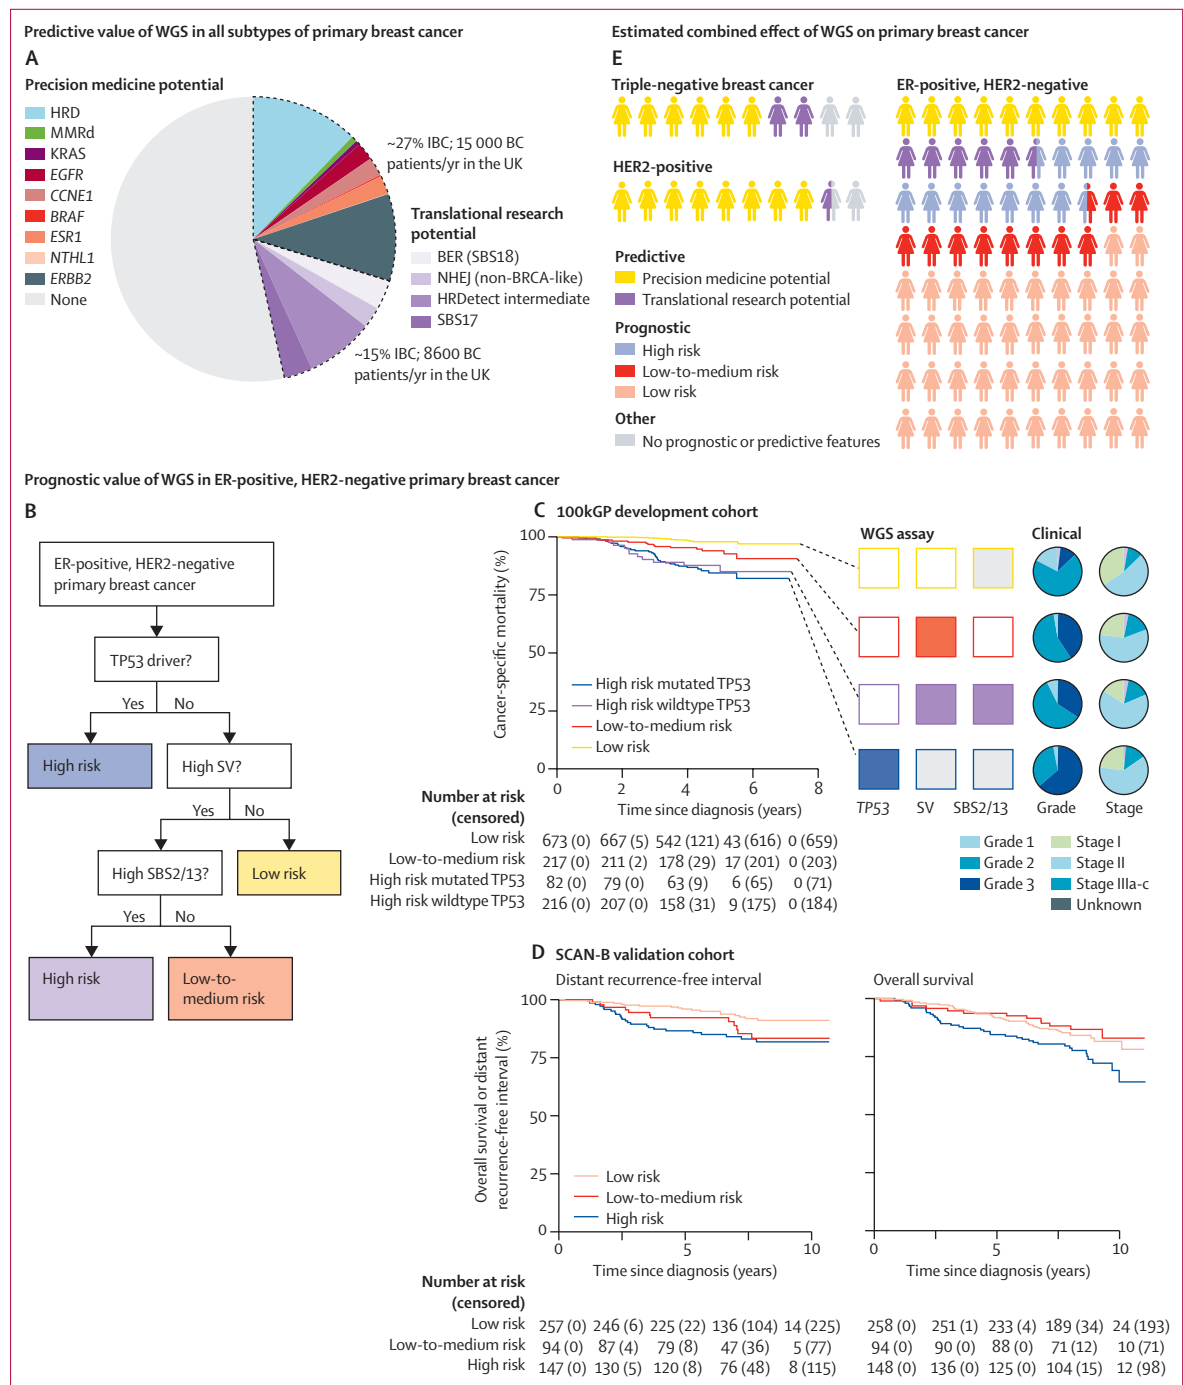 Predictive value of WGS in all subtypes of primary breast cancer
A
Precision medicine potential
HRD
MMRd
KRAS
EGFR
CCNE1
BRAF
ESR1
NTHL1
ERBB2
None
~27% IBC; 15 000 BC
patients/yr in the UK
Translational research
potential
BER (SBS18)
NHEJ (non-BRCA-like)
HRDetect intermediate
SBS17
~15% IBC; 8600 BC
patients/yr in the UK
Estimated combined effect of WGS on primary breast cancer
E
Triple-negative breast cancer
HER2-positive
ER-positive, HER2-negative
Predictive
Precision medicine potential
Translational research potential
Prognostic
High risk
Low-to-medium risk
Low risk
Other
No prognostic or predictive features
Prognostic value of WGS in ER-positive, HER2-negative primary breast cancer
B
ER-positive, HER2-negative
primary breast cancer
TP53 driver?
Yes No
High risk
High SV?
Yes No
High SBS2/13?
Low risk
Yes No
High risk
Low-to-
medium risk
C 100kGP development cohort
Cancer-specific mortality (%)
100
75
50
25
0
High risk mutated TP53
High risk wildtype TP53
Low-to-medium risk
Low risk
0 2 4 6 8
Time since diagnosis (years)
Number at risk
(censored)
Low risk 673 (0) 667 (5) 542 (121) 43 (616) 0 (659)
Low-to-medium risk 217 (0) 211 (2) 178 (29) 17 (201) 0 (203)
High risk mutated TP53 82 (0) 79 (0) 63 (9) 6 (65) 0 (71)
High risk wildtype TP53 216 (0) 207 (0) 158 (31) 9 (175) 0 (184)
WGS assay
Clinical
TP53 SV SBS2/13 Grade Stage
Grade 1
Grade 2
Grade 3
Stage I
Stage II
Stage IIIa-c
Unknown
D SCAN-B validation cohort
Distant recurrence-free interval
Overall survival or distant
recurrence-free interval (%)
100
75
50
25
0
Low risk
Low-to-medium risk
High risk
0 5 10
Time since diagnosis (years)
Overall survival
0 5 10
Time since diagnosis (years)
Number at risk
(censored)
Low risk 257 (0) 246 (6) 225 (22) 136 (104) 14 (225) 258 (0) 251 (1) 233 (4) 189 (34) 24 (193)
Low-to-medium risk 94 (0) 87 (4) 79 (8) 47 (36) 5 (77) 94 (0) 90 (0) 88 (0) 71 (12) 10 (71)
High risk 147 (0) 130 (5) 120 (8) 76 (48) 8 (115) 148 (0) 136 (0) 125 (0) 104 (15) 12 (98)